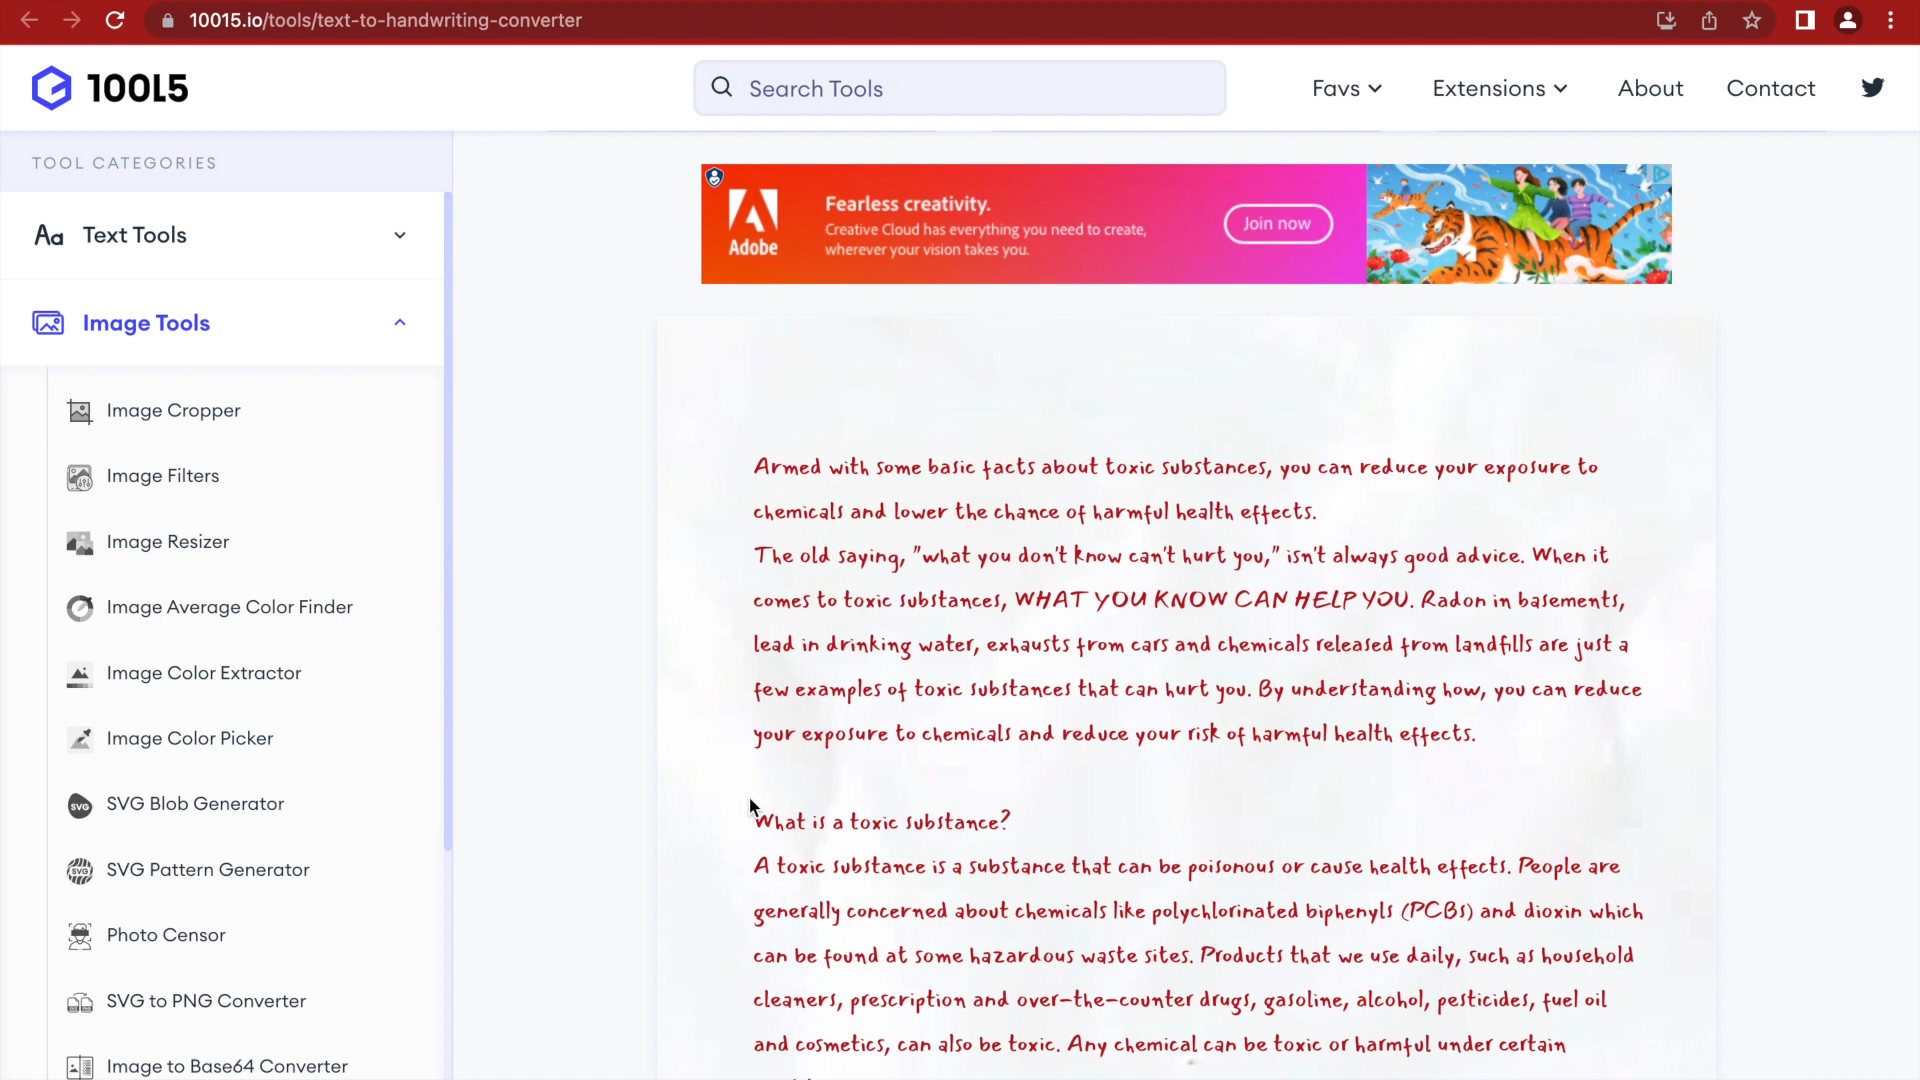 10015.io/tools/text-to-handwriting-converter
10015
Search Tools
Favs
Extensions
About
Contact
TOOL CATEGORIES
Aa Text Tools
Image Tools
Image Cropper
Image Filters
Image Resizer
Image Average Color Finder
Image Color Extractor
Image Color Picker
SVG SVG Blob Generator
SVG SVG Pattern Generator
Photo Censor
SVG to PNG Converter
Image to Base64 Converter
Adobe
Fearless creativity.
Creative Cloud has everything you need to create,
wherever your vision takes you.
Join now
Armed with some basic facts about toxic substances, you can reduce your exposure to
chemicals and lower the chance of harmful health effects.
The old saying, "what you don't know can't hurt you," isn't always good advice. When it
comes to toxic substances, WHAT YOU KNOW CAN HELP YOU. Radon in basements,
lead in drinking water, exhausts from cars and chemicals released from landfills are just a
few examples of toxic substances that can hurt you. By understanding how, you can reduce
your exposure to chemicals and reduce your risk of harmful health effects.
What is a toxic substance?
A toxic substance is a substance that can be poisonous or cause health effects. People are
generally concerned about chemicals like polychlorinated biphenyls (PCBs) and dioxin which
can be found at some hazardous waste sites. Products that we use daily, such as household
cleaners, prescription and over-the-counter drugs, gasoline, alcohol, pesticides, fuel oil
and cosmetics, can also be toxic. Any chemical can be toxic or harmful under certain